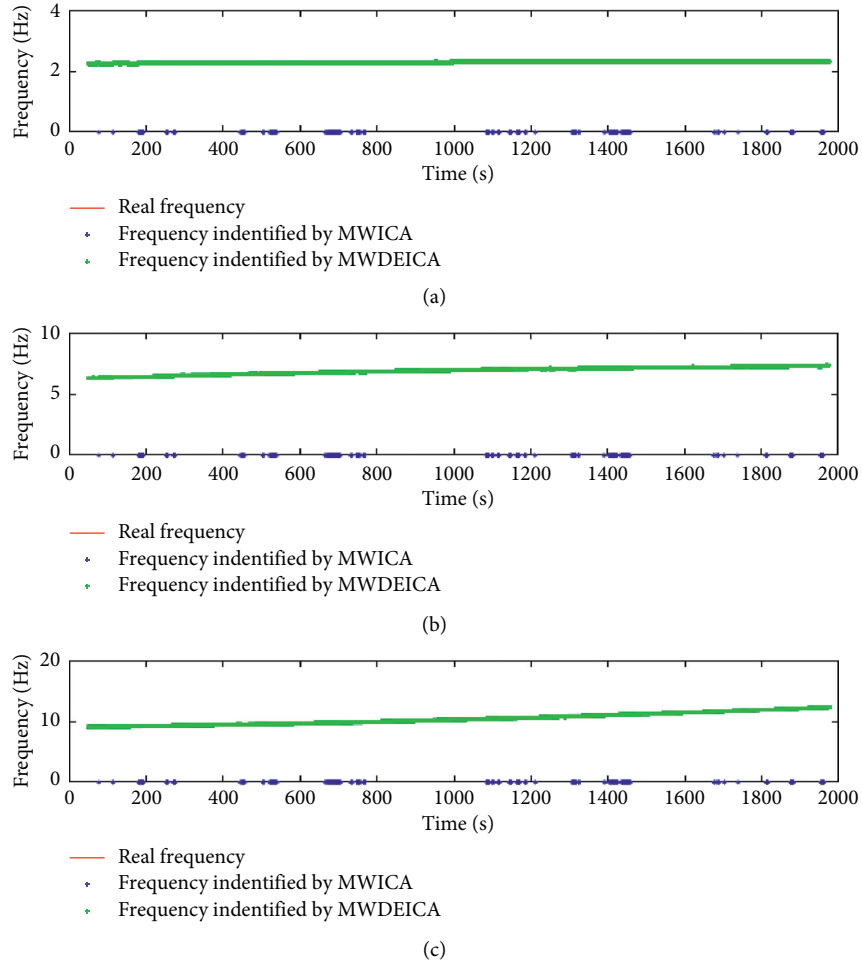 Frequency (Hz)
4
2
0
0 200 400 600 800 1000 1200 1400 1600 1800 2000
Time (s)
Real frequency
Frequency indentified by MWICA
Frequency indentified by MWDEICA
(a)
Frequency (Hz)
10
5
0
0 200 400 600 800 1000 1200 1400 1600 1800 2000
Time (s)
Real frequency
Frequency indentified by MWICA
Frequency indentified by MWDEICA
(b)
Frequency (Hz)
20
10
0
0 200 400 600 800 1000 1200 1400 1600 1800 2000
Time (s)
Real frequency
Frequency indentified by MWICA
Frequency indentified by MWDEICA
(c)